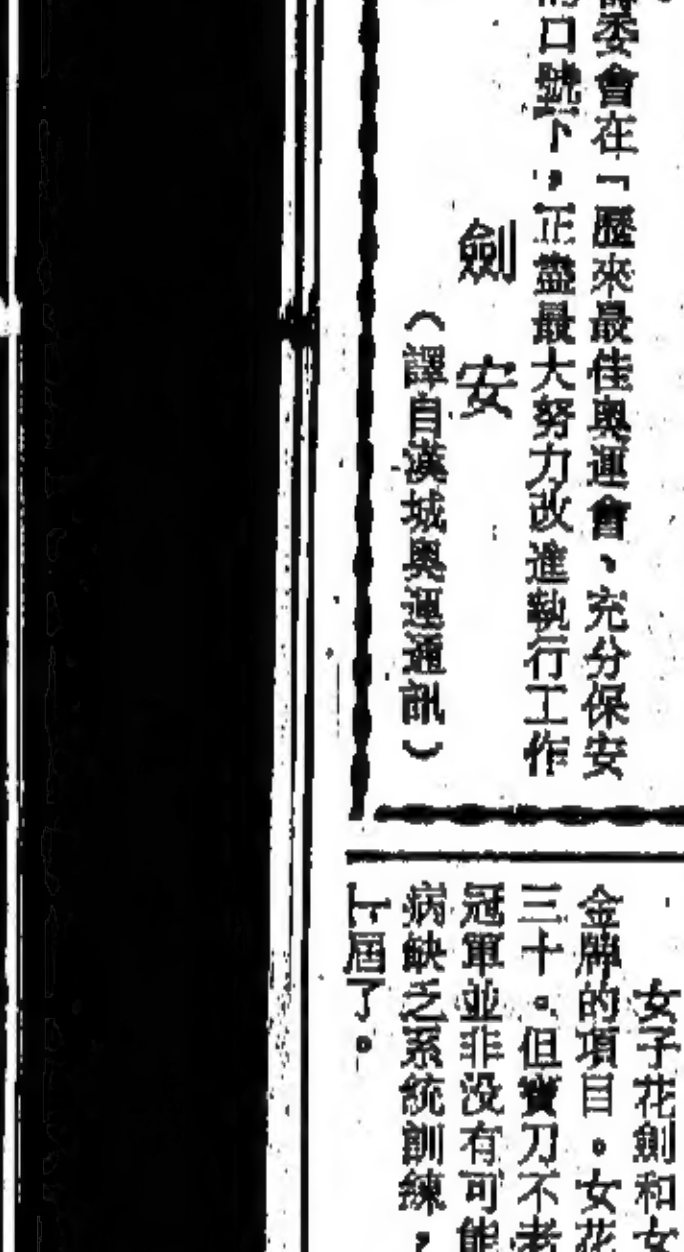 籌委會在「歷來最佳奧運會、充分保安
的口號下，正盡最大努力改進執行工作
劍安
（譯自漢城奧運通訊）
女子花劍和女
金牌的項目。女花
三十。但寶刀不老
冠軍並非没有可能
病缺乏系統訓練，
下屆了。